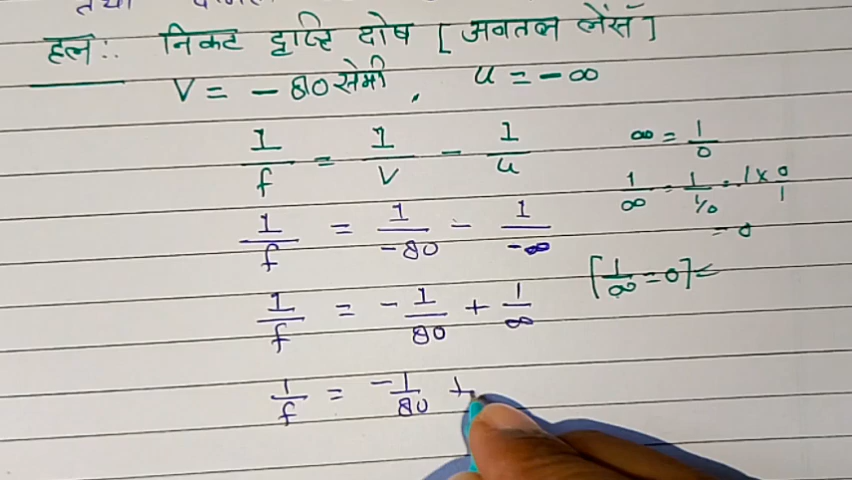 तथा
हल:. निकट दृष्टि दोष [अवतल लेंस]
V = - 80 सेमी, u = - ∞
1/f = 1/v - 1/u
∞ = 1/0
1/∞ = 1/1/0 = 1×0/1
= 0
1/f = 1/-80 - 1/-∞
[1/∞ = 0]
1/f = - 1/80 + 1/∞
1/f = - 1/80 +